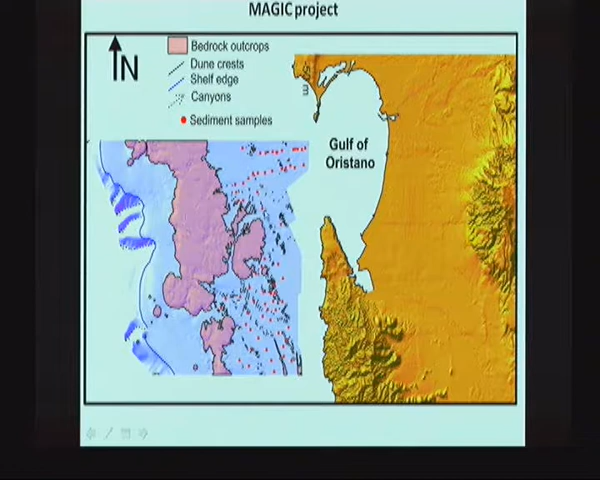 MAGIC project
N
Bedrock outcrops
Dune crests
Shelf edge
Canyons
Sediment samples
Gulf of
Oristano